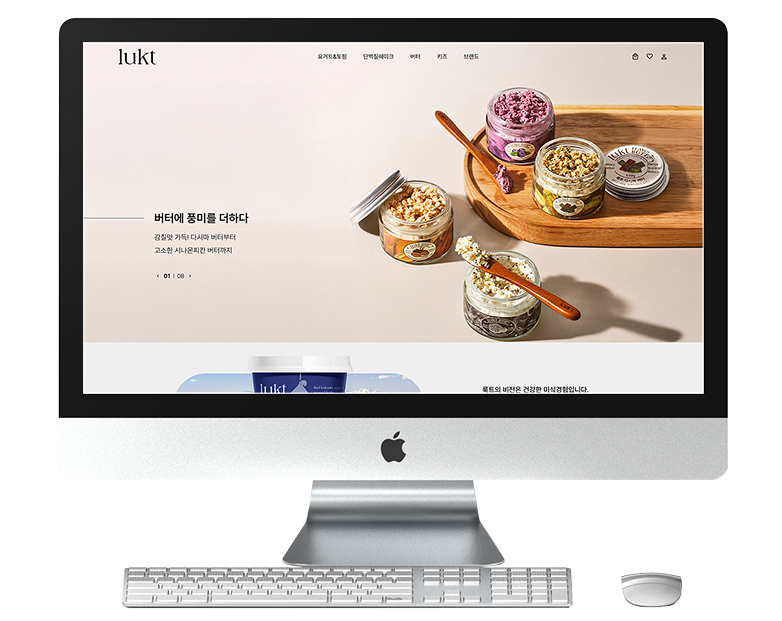 lukt
요거트&토핑 단백질쉐이크 버터 키즈 브랜드
버터에 풍미를 더하다
감칠맛 가득! 다시마 버터부터
고소한 시나몬피칸 버터까지
‹ 01 | 08 ›
lukt
lukt
룩트의 비전은 건강한 미식경험입니다.